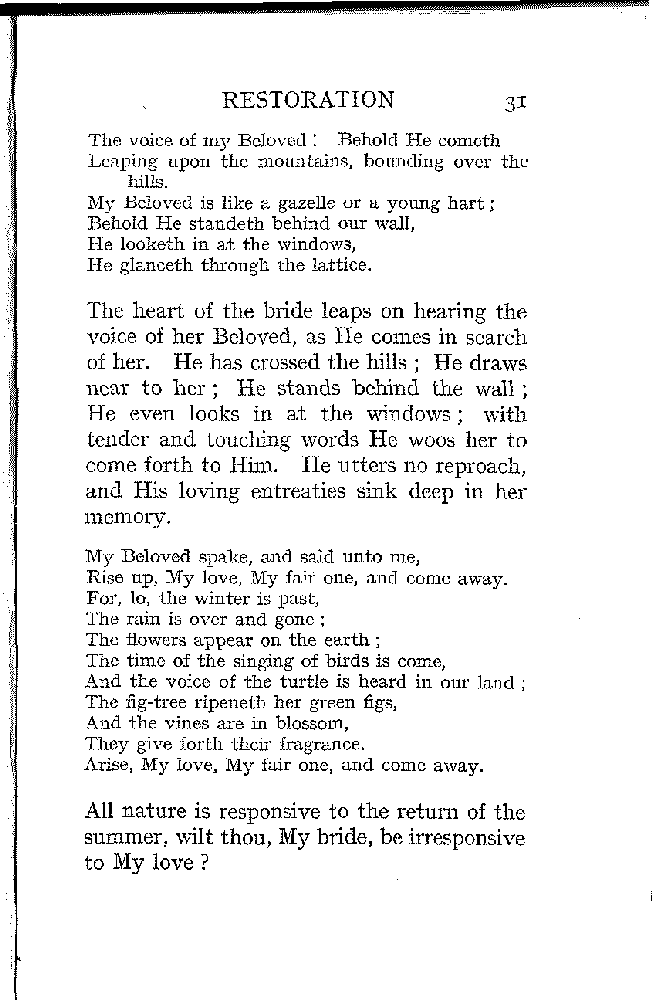 RESTORATION 31
The voice of my Beloved! Behold He cometh
Leaping upon the mountains, bounding over the
hills.
My Beloved is like a gazelle or a young hart;
Behold He standeth behind our wall,
He looketh in at the windows,
He glanceth through the lattice.
The heart of the bride leaps on hearing the
voice of her Beloved, as He comes in search
of her. He has crossed the hills; He draws
near to her; He stands behind the wall;
He even looks in at the windows; with
tender and touching words He woos her to
come forth to Him. He utters no reproach,
and His loving entreaties sink deep in her
memory.
My Beloved spake, and said unto me,
Rise up, My love, My fair one, and come away.
For, lo, the winter is past,
The rain is over and gone;
The flowers appear on the earth;
The time of the singing of birds is come,
And the voice of the turtle is heard in our land;
The fig-tree ripeneth her green figs,
And the vines are in blossom,
They give forth their fragrance.
Arise, My love, My fair one, and come away.
All nature is responsive to the return of the
summer, wilt thou, My bride, be irresponsive
to My love?